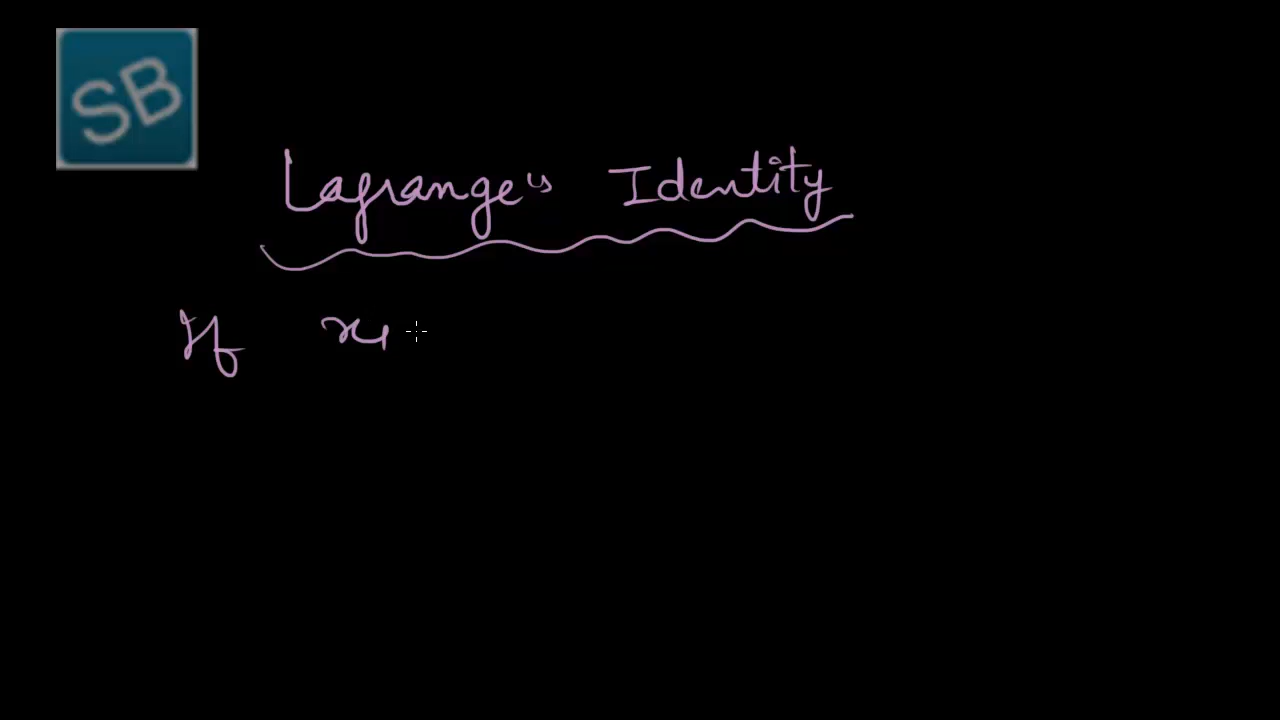 SB
Lagrange's Identity
If x₁